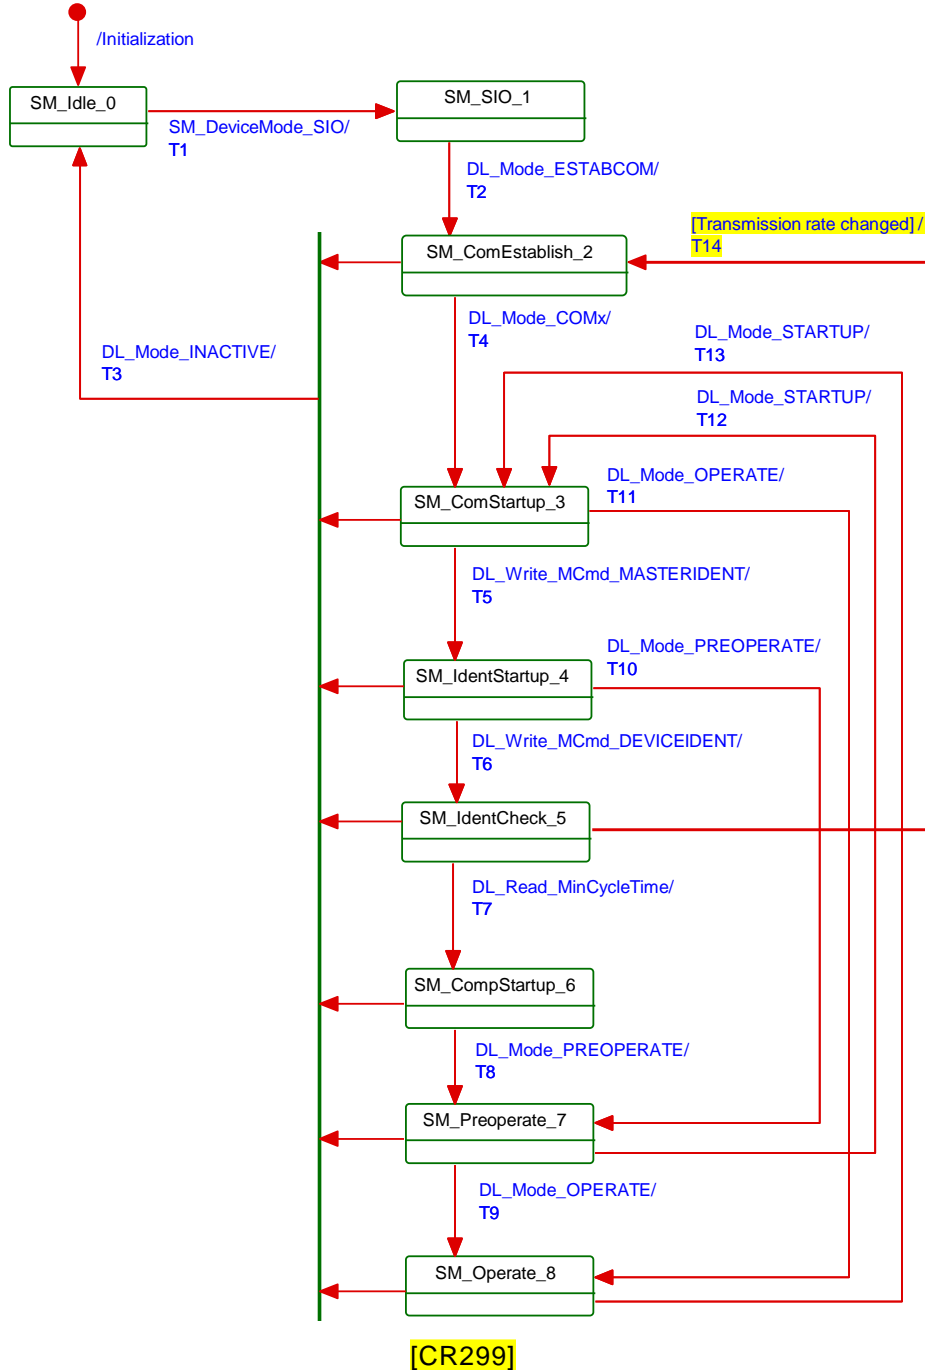 /Initialization
SM_Idle_0
SM_SIO_1
SM_DeviceMode_SIO/
T1
DL_Mode_ESTABCOM/
T2
[Transmission rate changed] /
T14
SM_ComEstablish_2
DL_Mode_COMx/
T4
DL_Mode_STARTUP/
T13
DL_Mode_INACTIVE/
T3
DL_Mode_STARTUP/
T12
DL_Mode_OPERATE/
T11
SM_ComStartup_3
DL_Write_MCmd_MASTERIDENT/
T5
DL_Mode_PREOPERATE/
T10
SM_IdentStartup_4
DL_Write_MCmd_DEVICEIDENT/
T6
SM_IdentCheck_5
DL_Read_MinCycleTime/
T7
SM_CompStartup_6
DL_Mode_PREOPERATE/
T8
SM_Preoperate_7
DL_Mode_OPERATE/
T9
SM_Operate_8
[CR299]